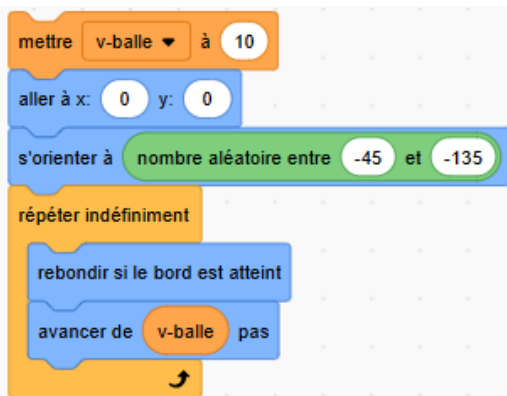 mettre v-balle à 10
aller à x: 0 y: 0
s'orienter à nombre aléatoire entre -45 et -135
répéter indéfiniment
rebondir si le bord est atteint
avancer de v-balle pas